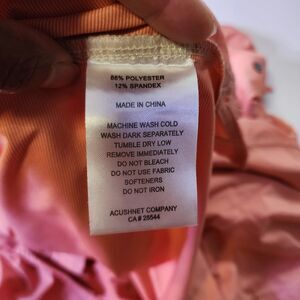 88% POLYESTER
12% SPANDEX
MADE IN CHINA
MACHINE WASH COLD
WASH DARK SEPARATELY
TUMBLE DRY LOW
REMOVE IMMEDIATELY
DO NOT BLEACH
DO NOT USE FABRIC
SOFTENERS
DO NOT IRON
ACUSHNET COMPANY
CA# 25544